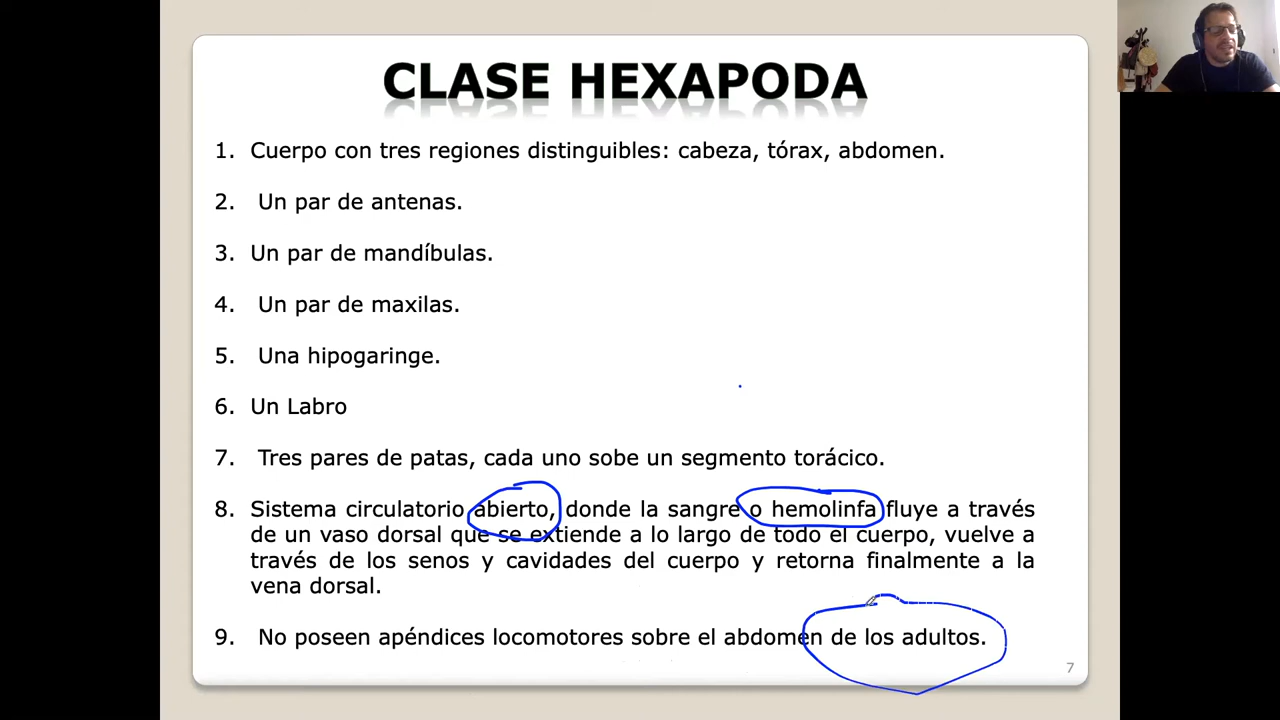 CLASE HEXAPODA
1. Cuerpo con tres regiones distinguibles: cabeza, tórax, abdomen.
2. Un par de antenas.
3. Un par de mandíbulas.
4. Un par de maxilas.
5. Una hipogaringe.
6. Un Labro
7. Tres pares de patas, cada uno sobe un segmento torácico.
8. Sistema circulatorio abierto, donde la sangre o hemolinfa fluye a través
de un vaso dorsal que se extiende a lo largo de todo el cuerpo, vuelve a
través de los senos y cavidades del cuerpo y retorna finalmente a la
vena dorsal.
9. No poseen apéndices locomotores sobre el abdomen de los adultos.
7